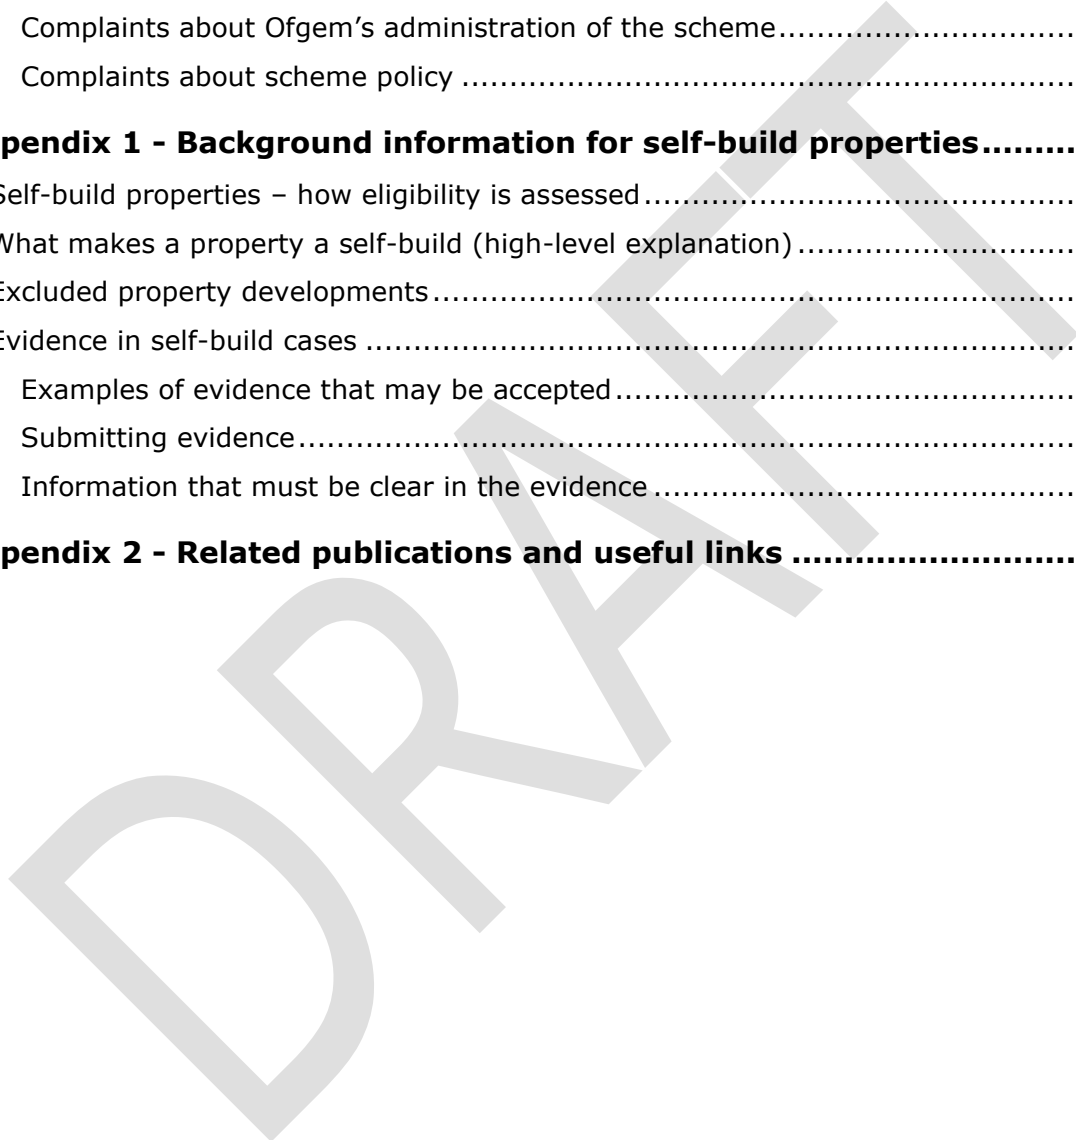 Complaints about Ofgem’s administration of the scheme...............................
Complaints about scheme policy ...............................................................
pendix 1 - Background information for self-build properties.........
Self-build properties – how eligibility is assessed............................................
What makes a property a self-build (high-level explanation)............................
Excluded property developments..................................................................
Evidence in self-build cases .........................................................................
Examples of evidence that may be accepted...............................................
Submitting evidence................................................................................
Information that must be clear in the evidence...........................................
pendix 2 - Related publications and useful links ...........................
DRAFT